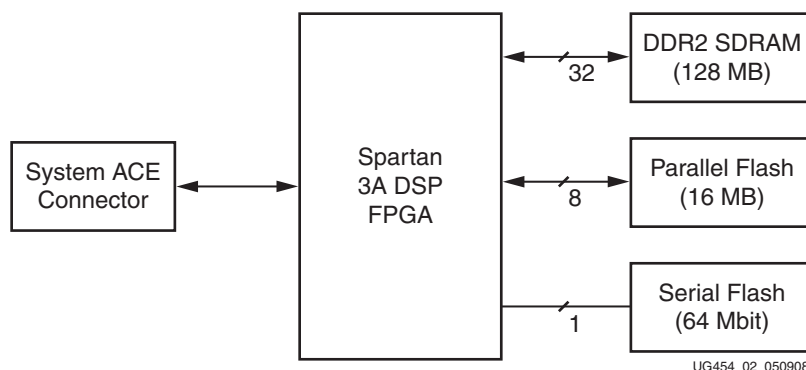 System ACE
Connector
Spartan
3A DSP
FPGA
32
DDR2 SDRAM
(128 MB)
8
Parallel Flash
(16 MB)
1
Serial Flash
(64 Mbit)
UG454_02_050908